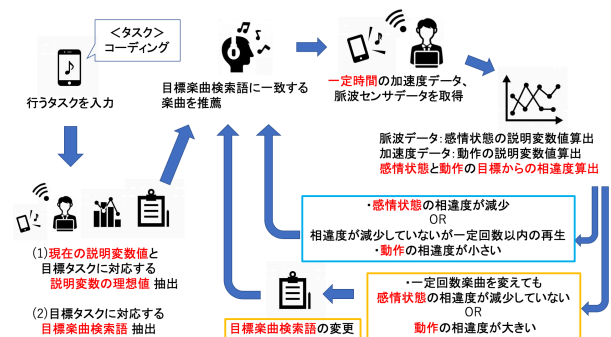 ＜タスク＞
コーディング
行うタスクを入力
目標楽曲検索語に一致する
楽曲を推薦
一定時間の加速度データ、
脈波センサデータを取得
脈波データ：感情状態の説明変数値算出
加速度データ：動作の説明変数値算出
感情状態と動作の目標からの相違度算出
(1)現在の説明変数値と
目標タスクに対応する
説明変数の理想値 抽出
(2)目標タスクに対応する
目標楽曲検索語 抽出
・感情状態の相違度が減少
OR
相違度が減少していないが一定回数以内の再生
・動作の相違度が小さい
・一定回数楽曲を変えても
感情状態の相違度が減少していない
OR
動作の相違度が大きい
目標楽曲検索語の変更